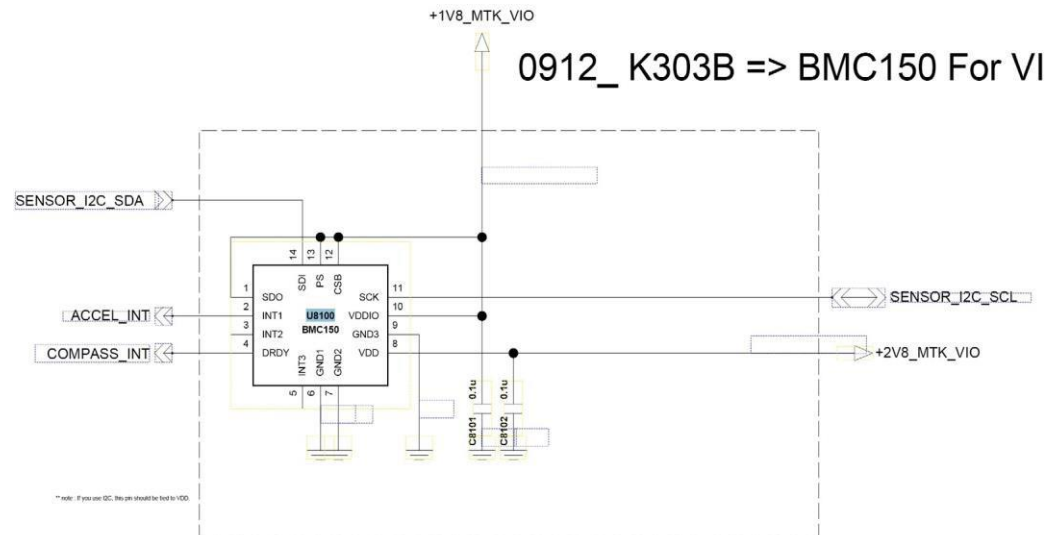 +1V8_MTK_VIO
0912_ K303B => BMC150 For VI
SENSOR_I2C_SDA
14
13
12
SDI
PS
CSB
1
SDO
SCK
11
SENSOR_I2C_SCL
2
ACCEL_INT
INT1
U8100
VDDIO
10
3
INT2
BMC150
GND3
9
4
COMPASS_INT
DRDY
VDD
8
+2V8_MTK_VIO
INT3
GND1
GND2
5
6
7
C8101
0.1u
C8102
0.1u
** note : If you use I2C, this pin should be tied to VDD.